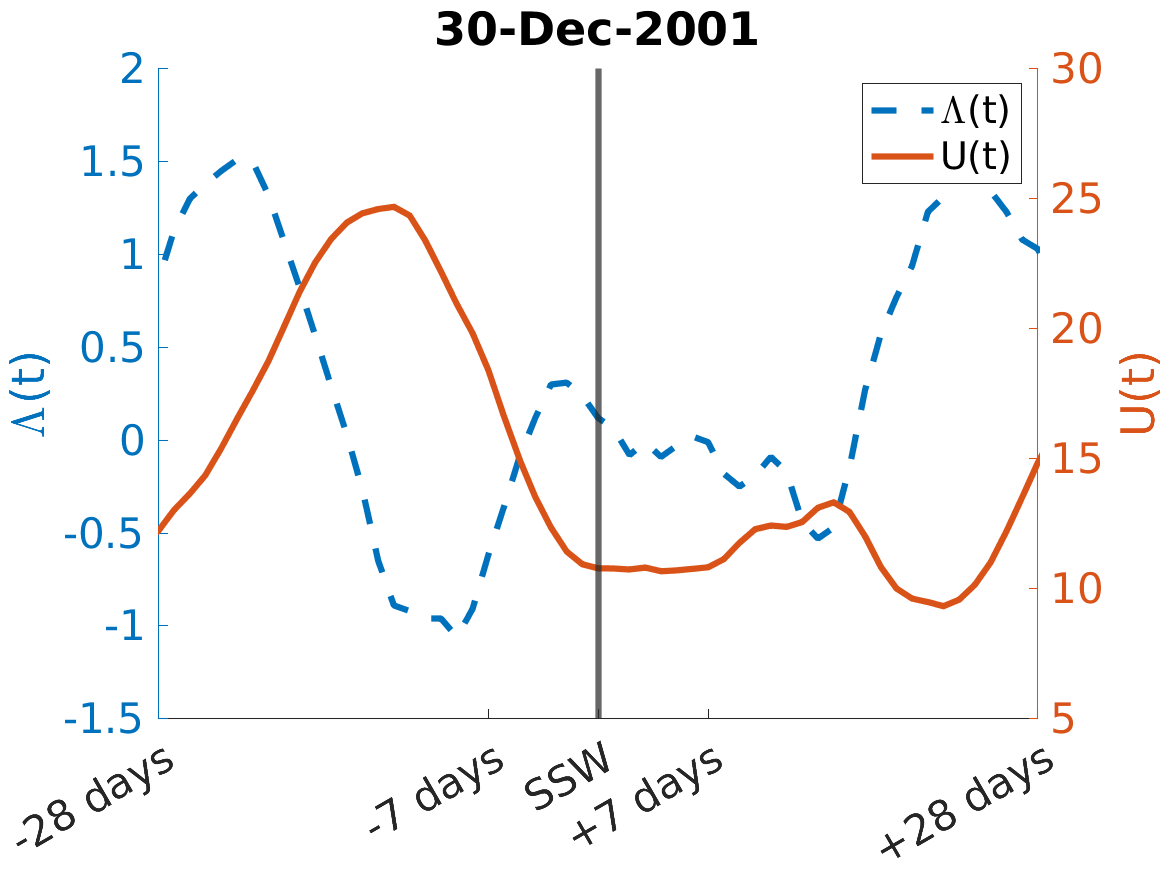 30-Dec-2001
2
1.5
1
0.5
0
-0.5
-1
-1.5
Λ(t)
30
25
20
15
10
5
U(t)
Λ(t)
U(t)
-28 days
-7 days
SSW
+7 days
+28 days